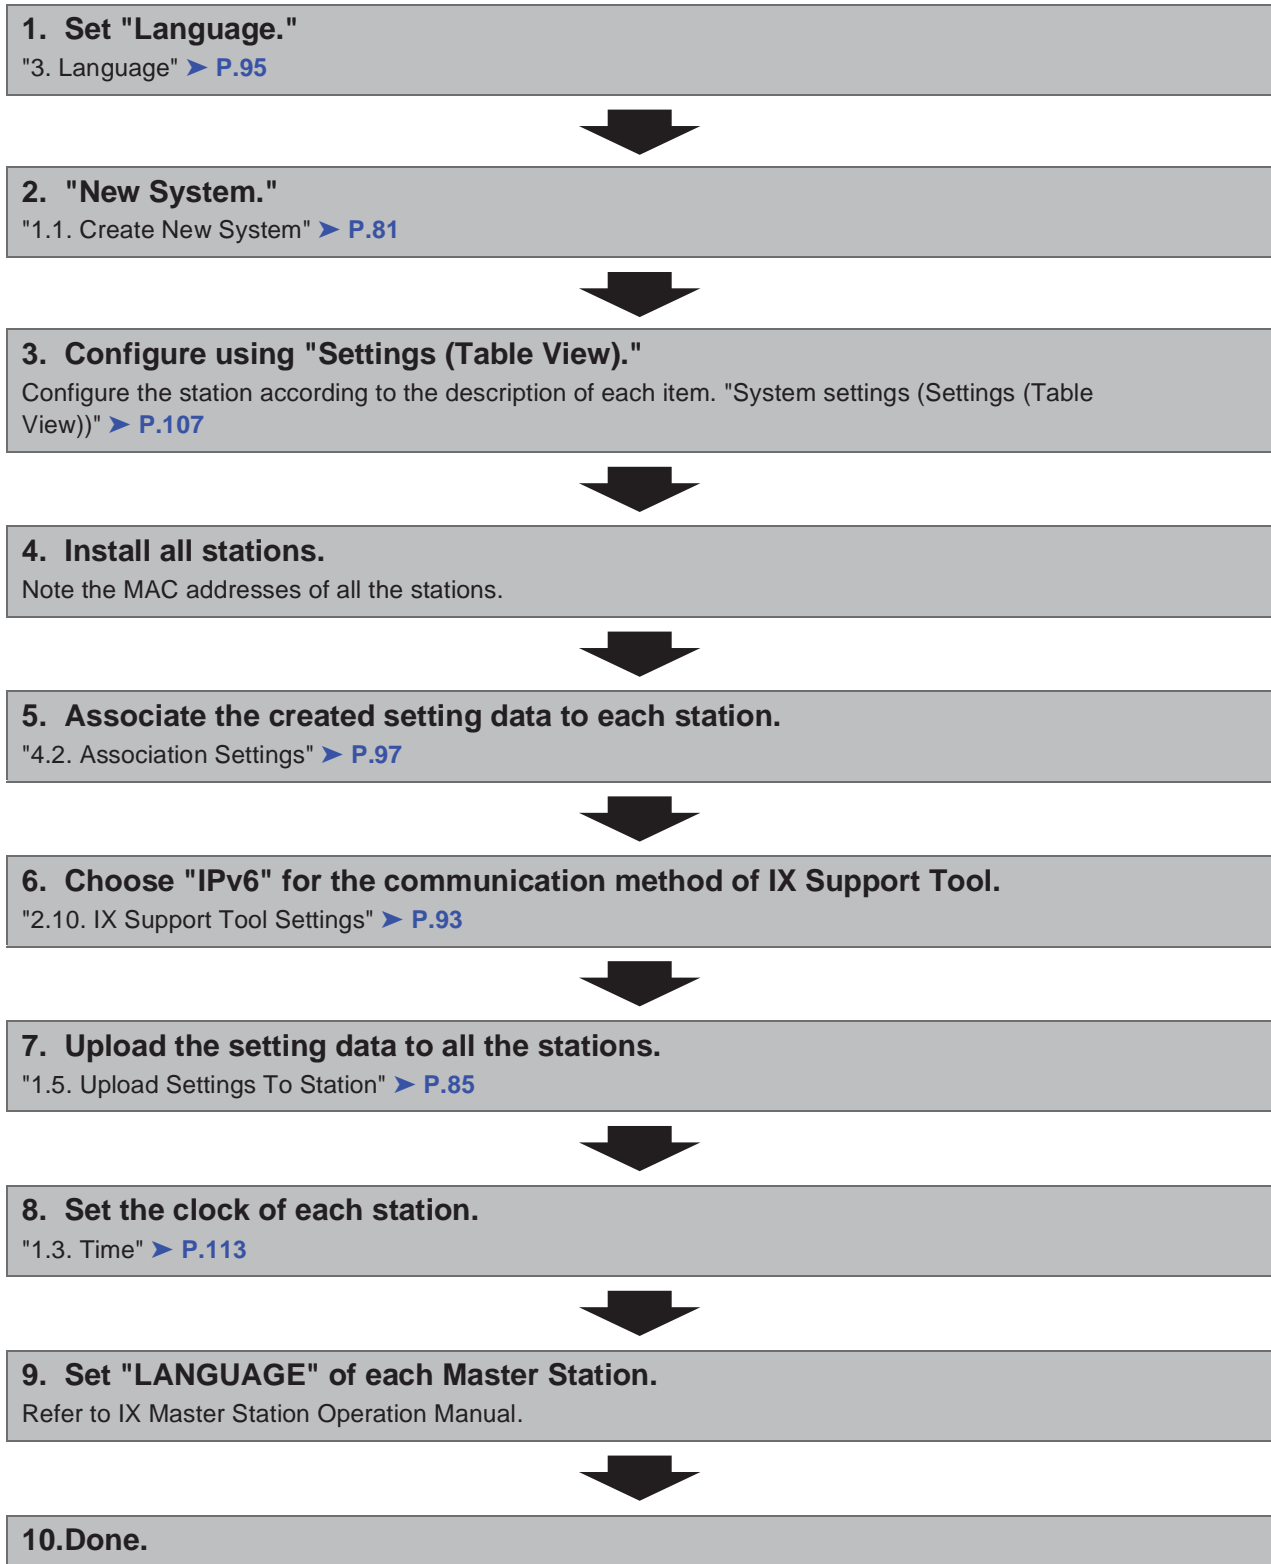 1. Set "Language."
"3. Language" ➤ P.95
2. "New System."
"1.1. Create New System" ➤ P.81
3. Configure using "Settings (Table View)."
Configure the station according to the description of each item. "System settings (Settings (Table
View))" ➤ P.107
4. Install all stations.
Note the MAC addresses of all the stations.
5. Associate the created setting data to each station.
"4.2. Association Settings" ➤ P.97
6. Choose "IPv6" for the communication method of IX Support Tool.
"2.10. IX Support Tool Settings" ➤ P.93
7. Upload the setting data to all the stations.
"1.5. Upload Settings To Station" ➤ P.85
8. Set the clock of each station.
"1.3. Time" ➤ P.113
9. Set "LANGUAGE" of each Master Station.
Refer to IX Master Station Operation Manual.
10.Done.